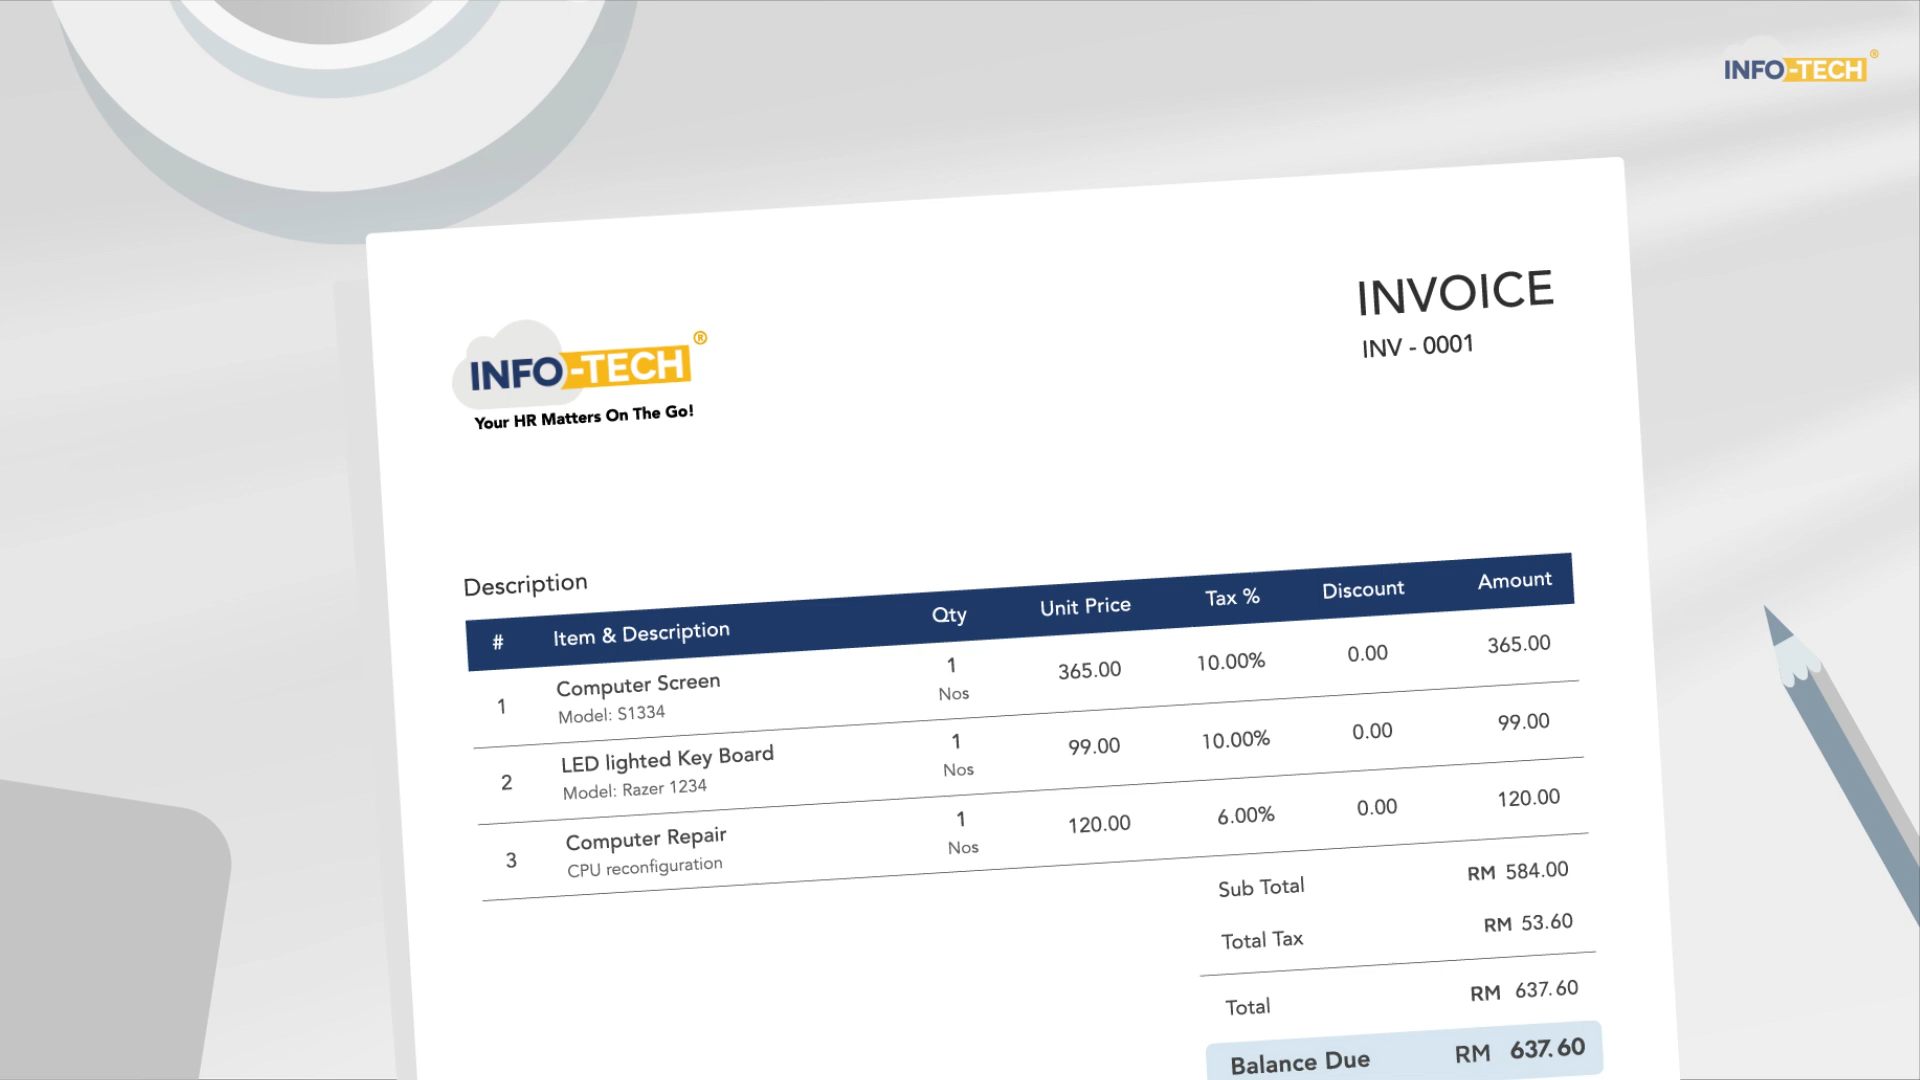 INFO-TECH®
INVOICE
INV - 0001
INFO-TECH®
Your HR Matters On The Go!
Description
# Item & Description Qty Unit Price Tax % Discount Amount
1 Computer Screen 1 365.00 10.00% 0.00 365.00
Model: S1334 Nos
2 LED lighted Key Board 1 99.00 10.00% 0.00 99.00
Model: Razer 1234 Nos
3 Computer Repair 1 120.00 6.00% 0.00 120.00
CPU reconfiguration Nos
Sub Total RM 584.00
Total Tax RM 53.60
Total RM 637.60
Balance Due RM 637.60